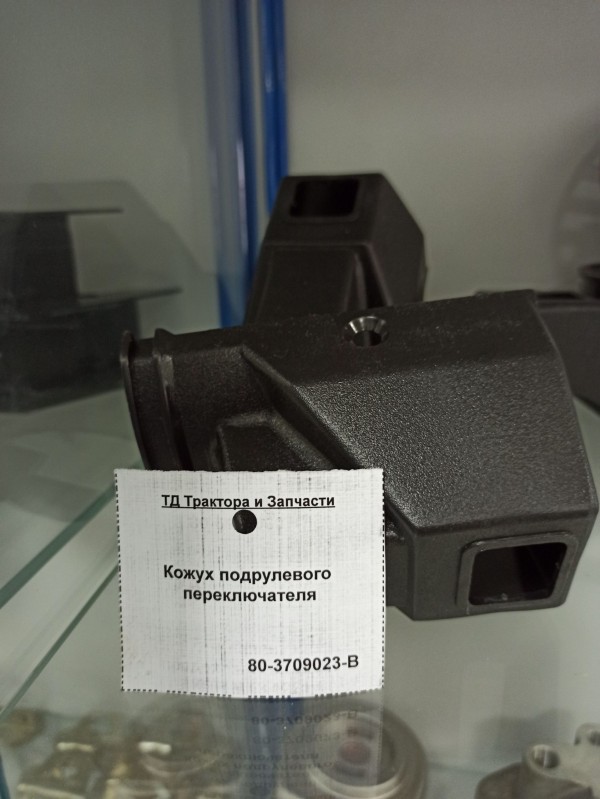 ТД Трактора и Запчасти
Кожух подрулевого
переключателя
80-3709023-В